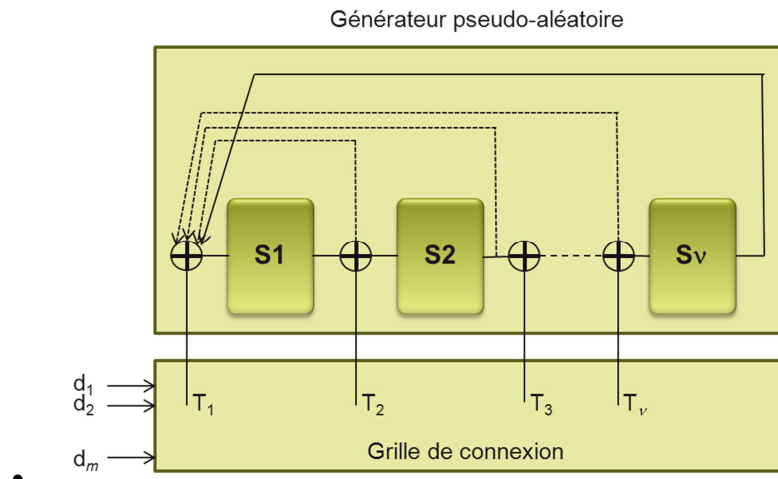 Générateur pseudo-aléatoire
S1 S2 Sν
d1
d2 T1 T2 T3 Tν
dm Grille de connexion